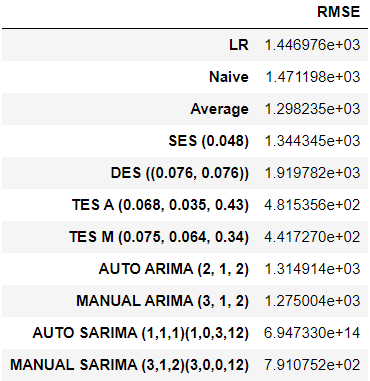 RMSE
LR 1.446976e+03
Naive 1.471198e+03
Average 1.298235e+03
SES (0.048) 1.344345e+03
DES ((0.076, 0.076)) 1.919782e+03
TES A (0.068, 0.035, 0.43) 4.815356e+02
TES M (0.075, 0.064, 0.34) 4.417270e+02
AUTO ARIMA (2, 1, 2) 1.314914e+03
MANUAL ARIMA (3, 1, 2) 1.275004e+03
AUTO SARIMA (1,1,1)(1,0,3,12) 6.947330e+14
MANUAL SARIMA (3,1,2)(3,0,0,12) 7.910752e+02